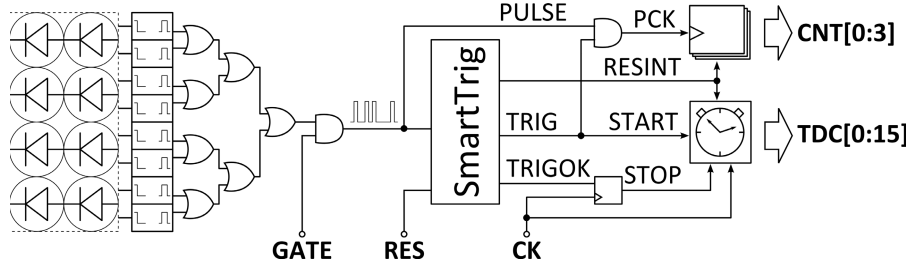 PULSE
PCK
CNT[0:3]
RESINT
SmartTrig
TRIG
START
TDC[0:15]
TRIGOK
STOP
GATE
RES
CK